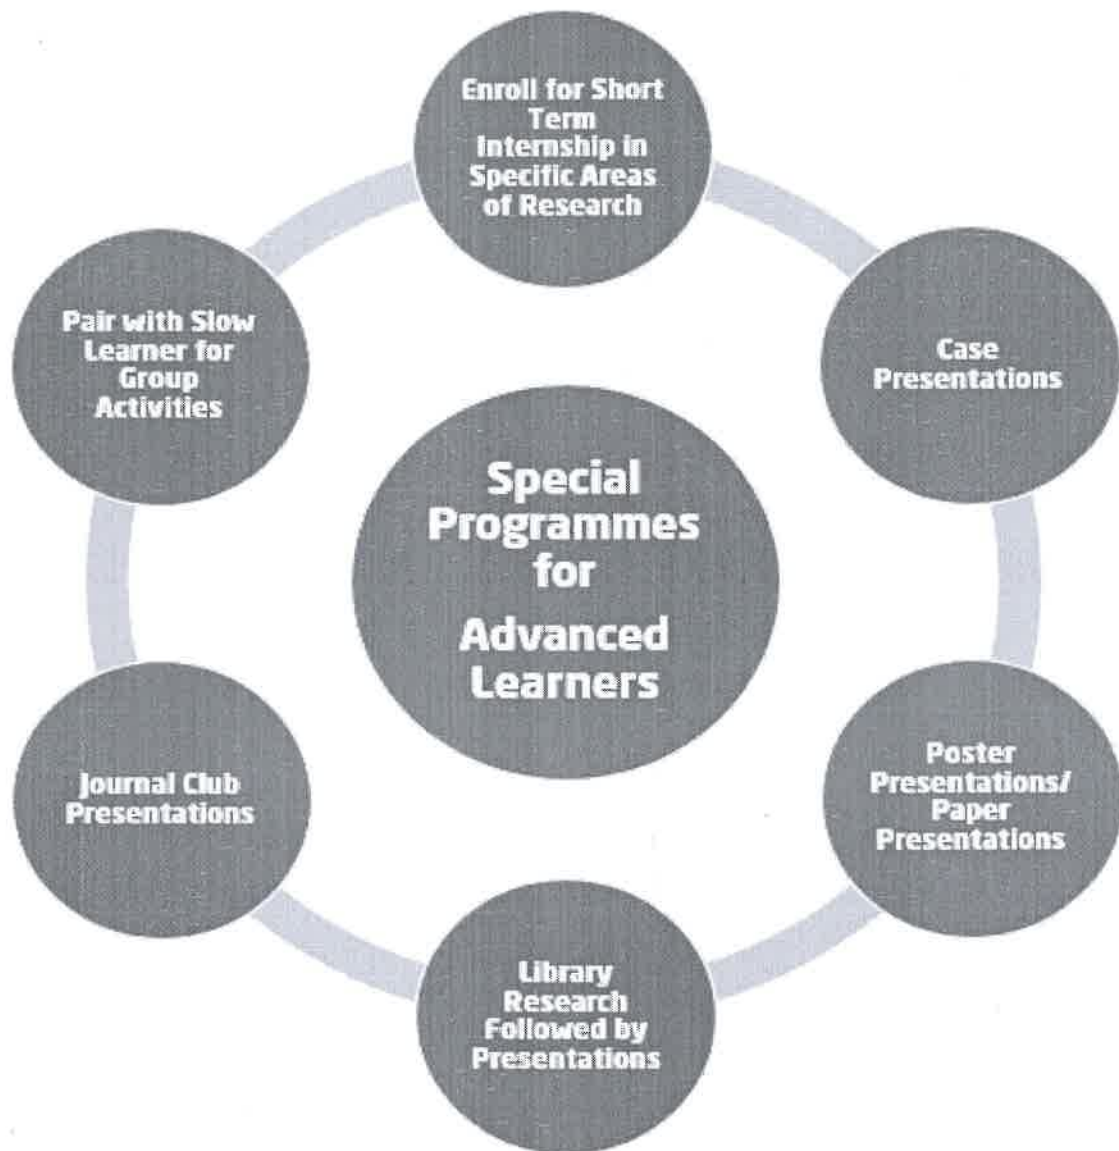 Enroll for Short
Term
Internship in
Specific Areas
of Research
Case
Presentations
Poster
Presentations/
Paper
Presentations
Library
Research
Followed by
Presentations
Journal Club
Presentations
Pair with Slow
Learner for
Group
Activities
Special
Programmes
for
Advanced
Learners